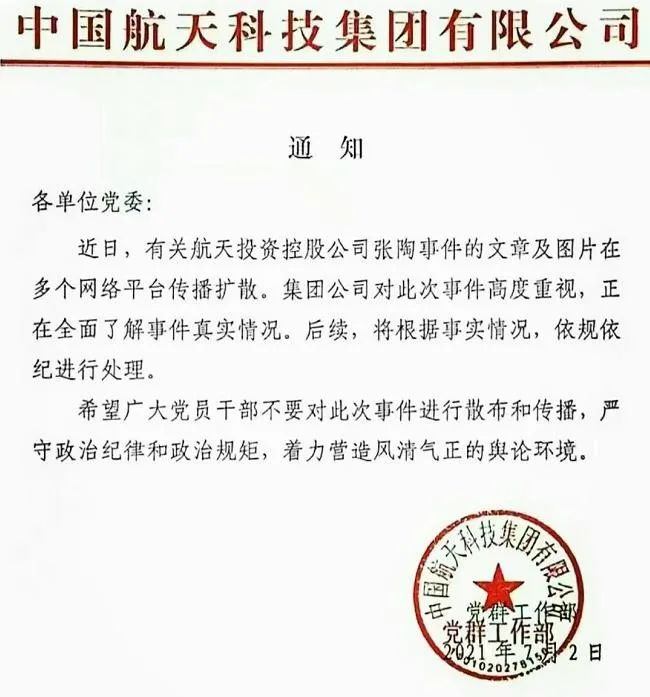 中国航天科技集团有限公司
通 知
各单位党委：
近日，有关航天投资控股公司张陶事件的文章及图片在
多个网络平台传播扩散。集团公司对此次事件高度重视，正
在全面了解事件真实情况。后续，将根据事实情况，依规依
纪进行处理。
希望广大党员干部不要对此次事件进行散布和传播，严
守政治纪律和政治规矩，着力营造风清气正的舆论环境。
中国航天科技集团有限公司
党群工作部
党群工作部
2021 年 7 月 2 日